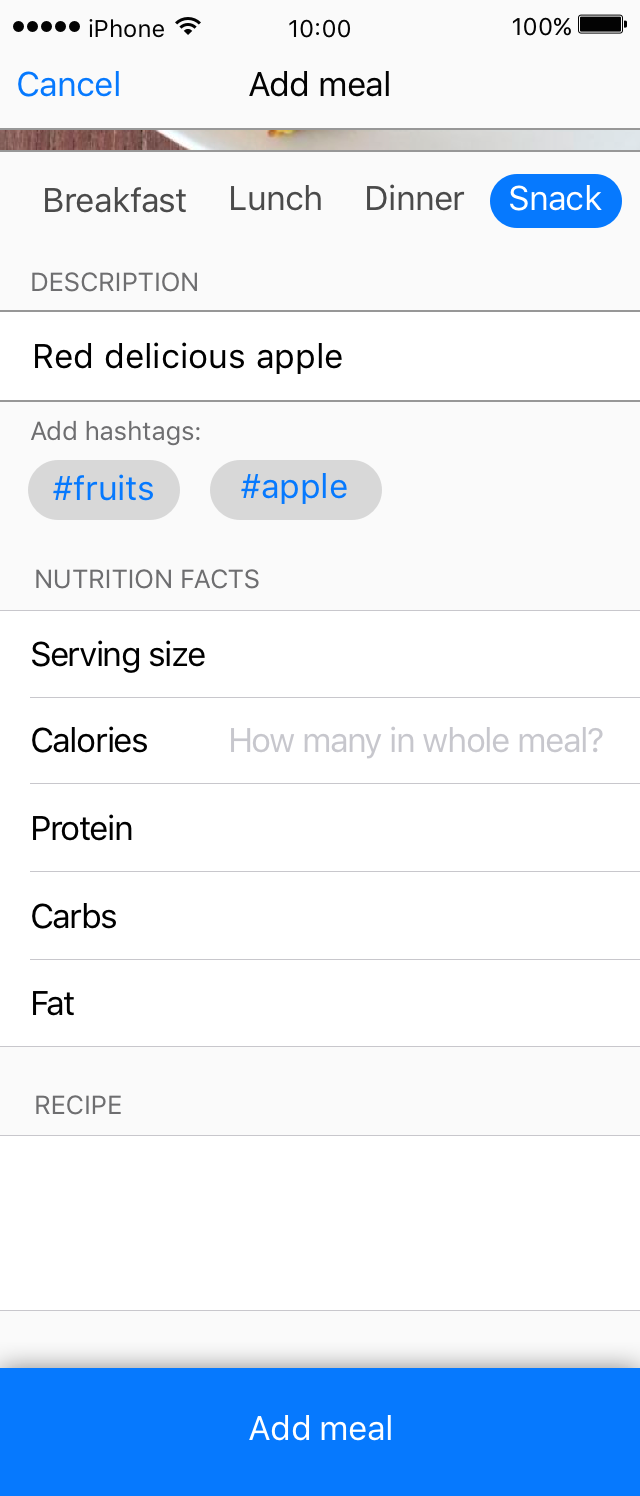 iPhone 10:00 100%
Cancel Add meal
Breakfast Lunch Dinner Snack
DESCRIPTION
Red delicious apple
Add hashtags:
#fruits #apple
NUTRITION FACTS
Serving size
Calories How many in whole meal?
Protein
Carbs
Fat
RECIPE
Add meal